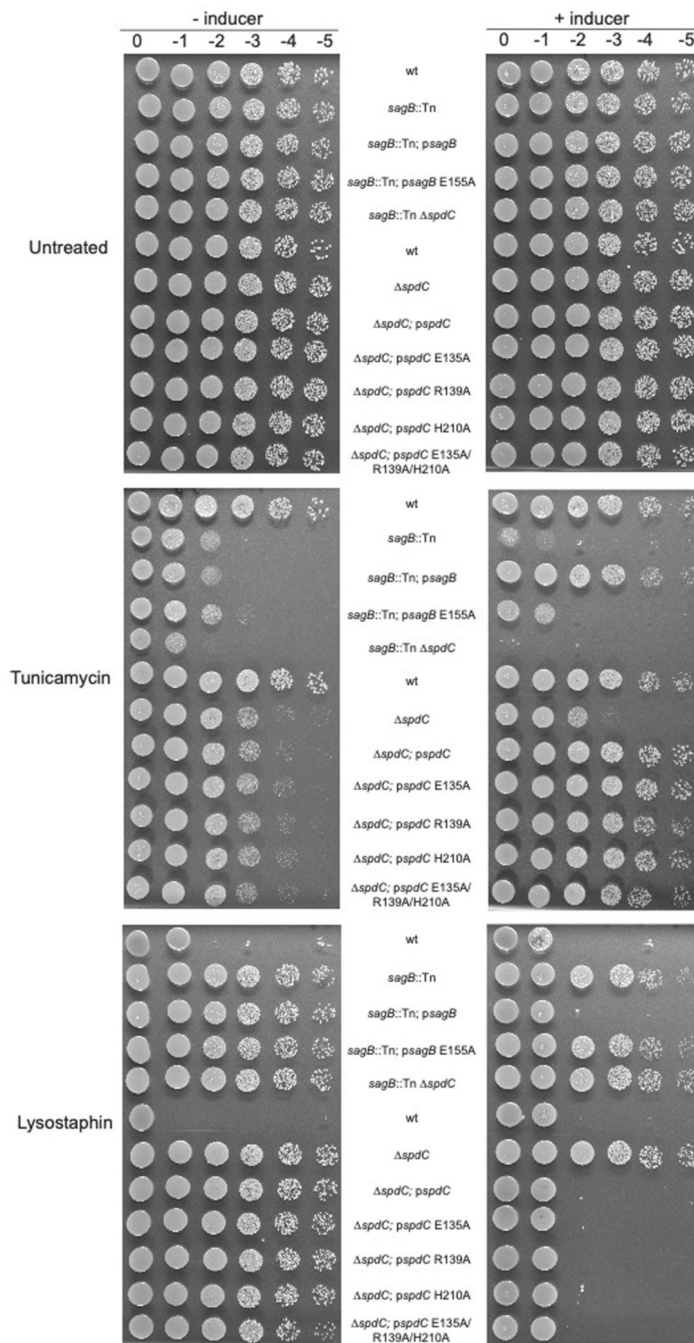 - inducer + inducer
0 -1 -2 -3 -4 -5 0 -1 -2 -3 -4 -5
wt
sagB::Tn
sagB::Tn; psagB
sagB::Tn; psagB E155A
sagB::Tn ΔspdC
Untreated
wt
ΔspdC
ΔspdC; pspdC
ΔspdC; pspdC E135A
ΔspdC; pspdC R139A
ΔspdC; pspdC H210A
ΔspdC; pspdC E135A/
R139A/H210A
wt
sagB::Tn
sagB::Tn; psagB
sagB::Tn; psagB E155A
sagB::Tn ΔspdC
Tunicamycin
wt
ΔspdC
ΔspdC; pspdC
ΔspdC; pspdC E135A
ΔspdC; pspdC R139A
ΔspdC; pspdC H210A
ΔspdC; pspdC E135A/
R139A/H210A
wt
sagB::Tn
sagB::Tn; psagB
sagB::Tn; psagB E155A
sagB::Tn ΔspdC
Lysostaphin
wt
ΔspdC
ΔspdC; pspdC
ΔspdC; pspdC E135A
ΔspdC; pspdC R139A
ΔspdC; pspdC H210A
ΔspdC; pspdC E135A/
R139A/H210A